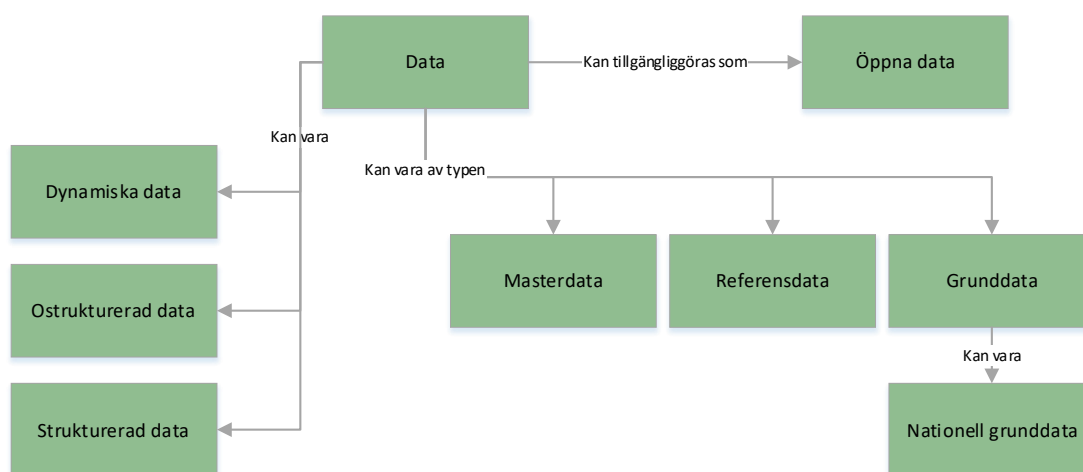 Data
Kan tillgängliggöras som
Öppna data
Kan vara
Dynamiska data
Kan vara av typen
Masterdata
Referensdata
Grunddata
Ostrukturerad data
Kan vara
Strukturerad data
Nationell grunddata